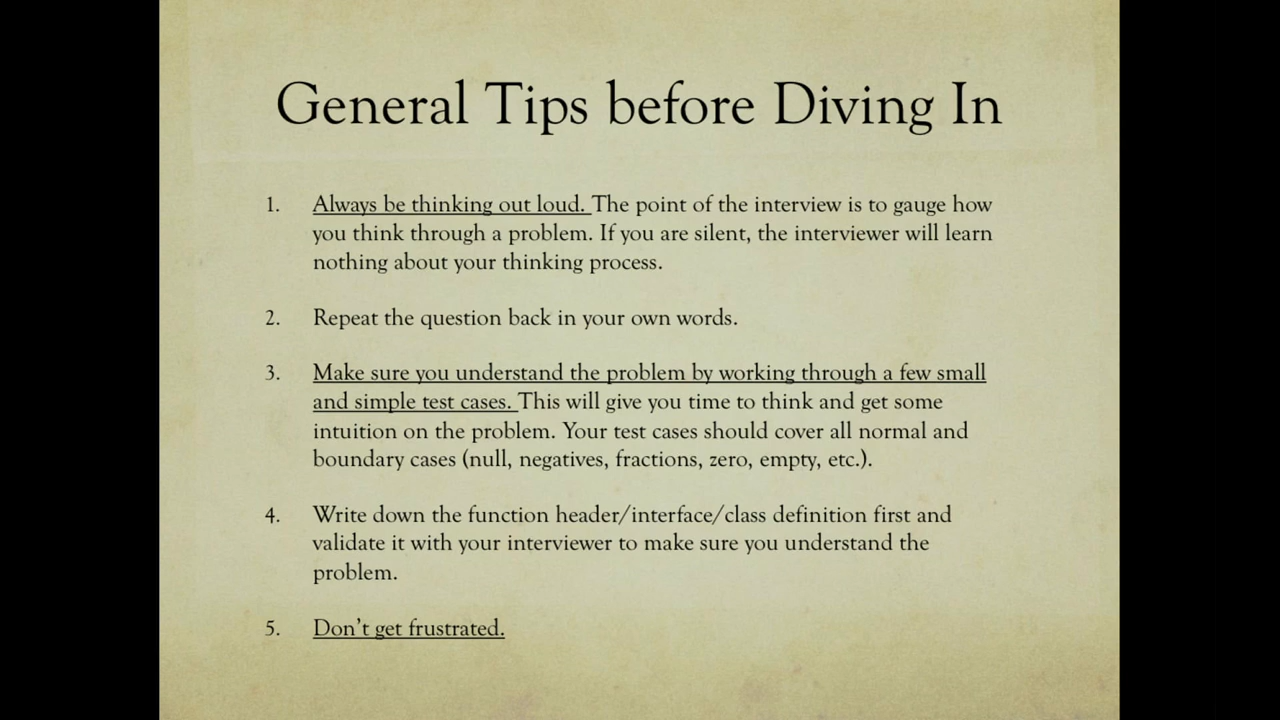 General Tips before Diving In
1. Always be thinking out loud. The point of the interview is to gauge how
you think through a problem. If you are silent, the interviewer will learn
nothing about your thinking process.
2. Repeat the question back in your own words.
3. Make sure you understand the problem by working through a few small
and simple test cases. This will give you time to think and get some
intuition on the problem. Your test cases should cover all normal and
boundary cases (null, negatives, fractions, zero, empty, etc.).
4. Write down the function header/interface/class definition first and
validate it with your interviewer to make sure you understand the
problem.
5. Don't get frustrated.